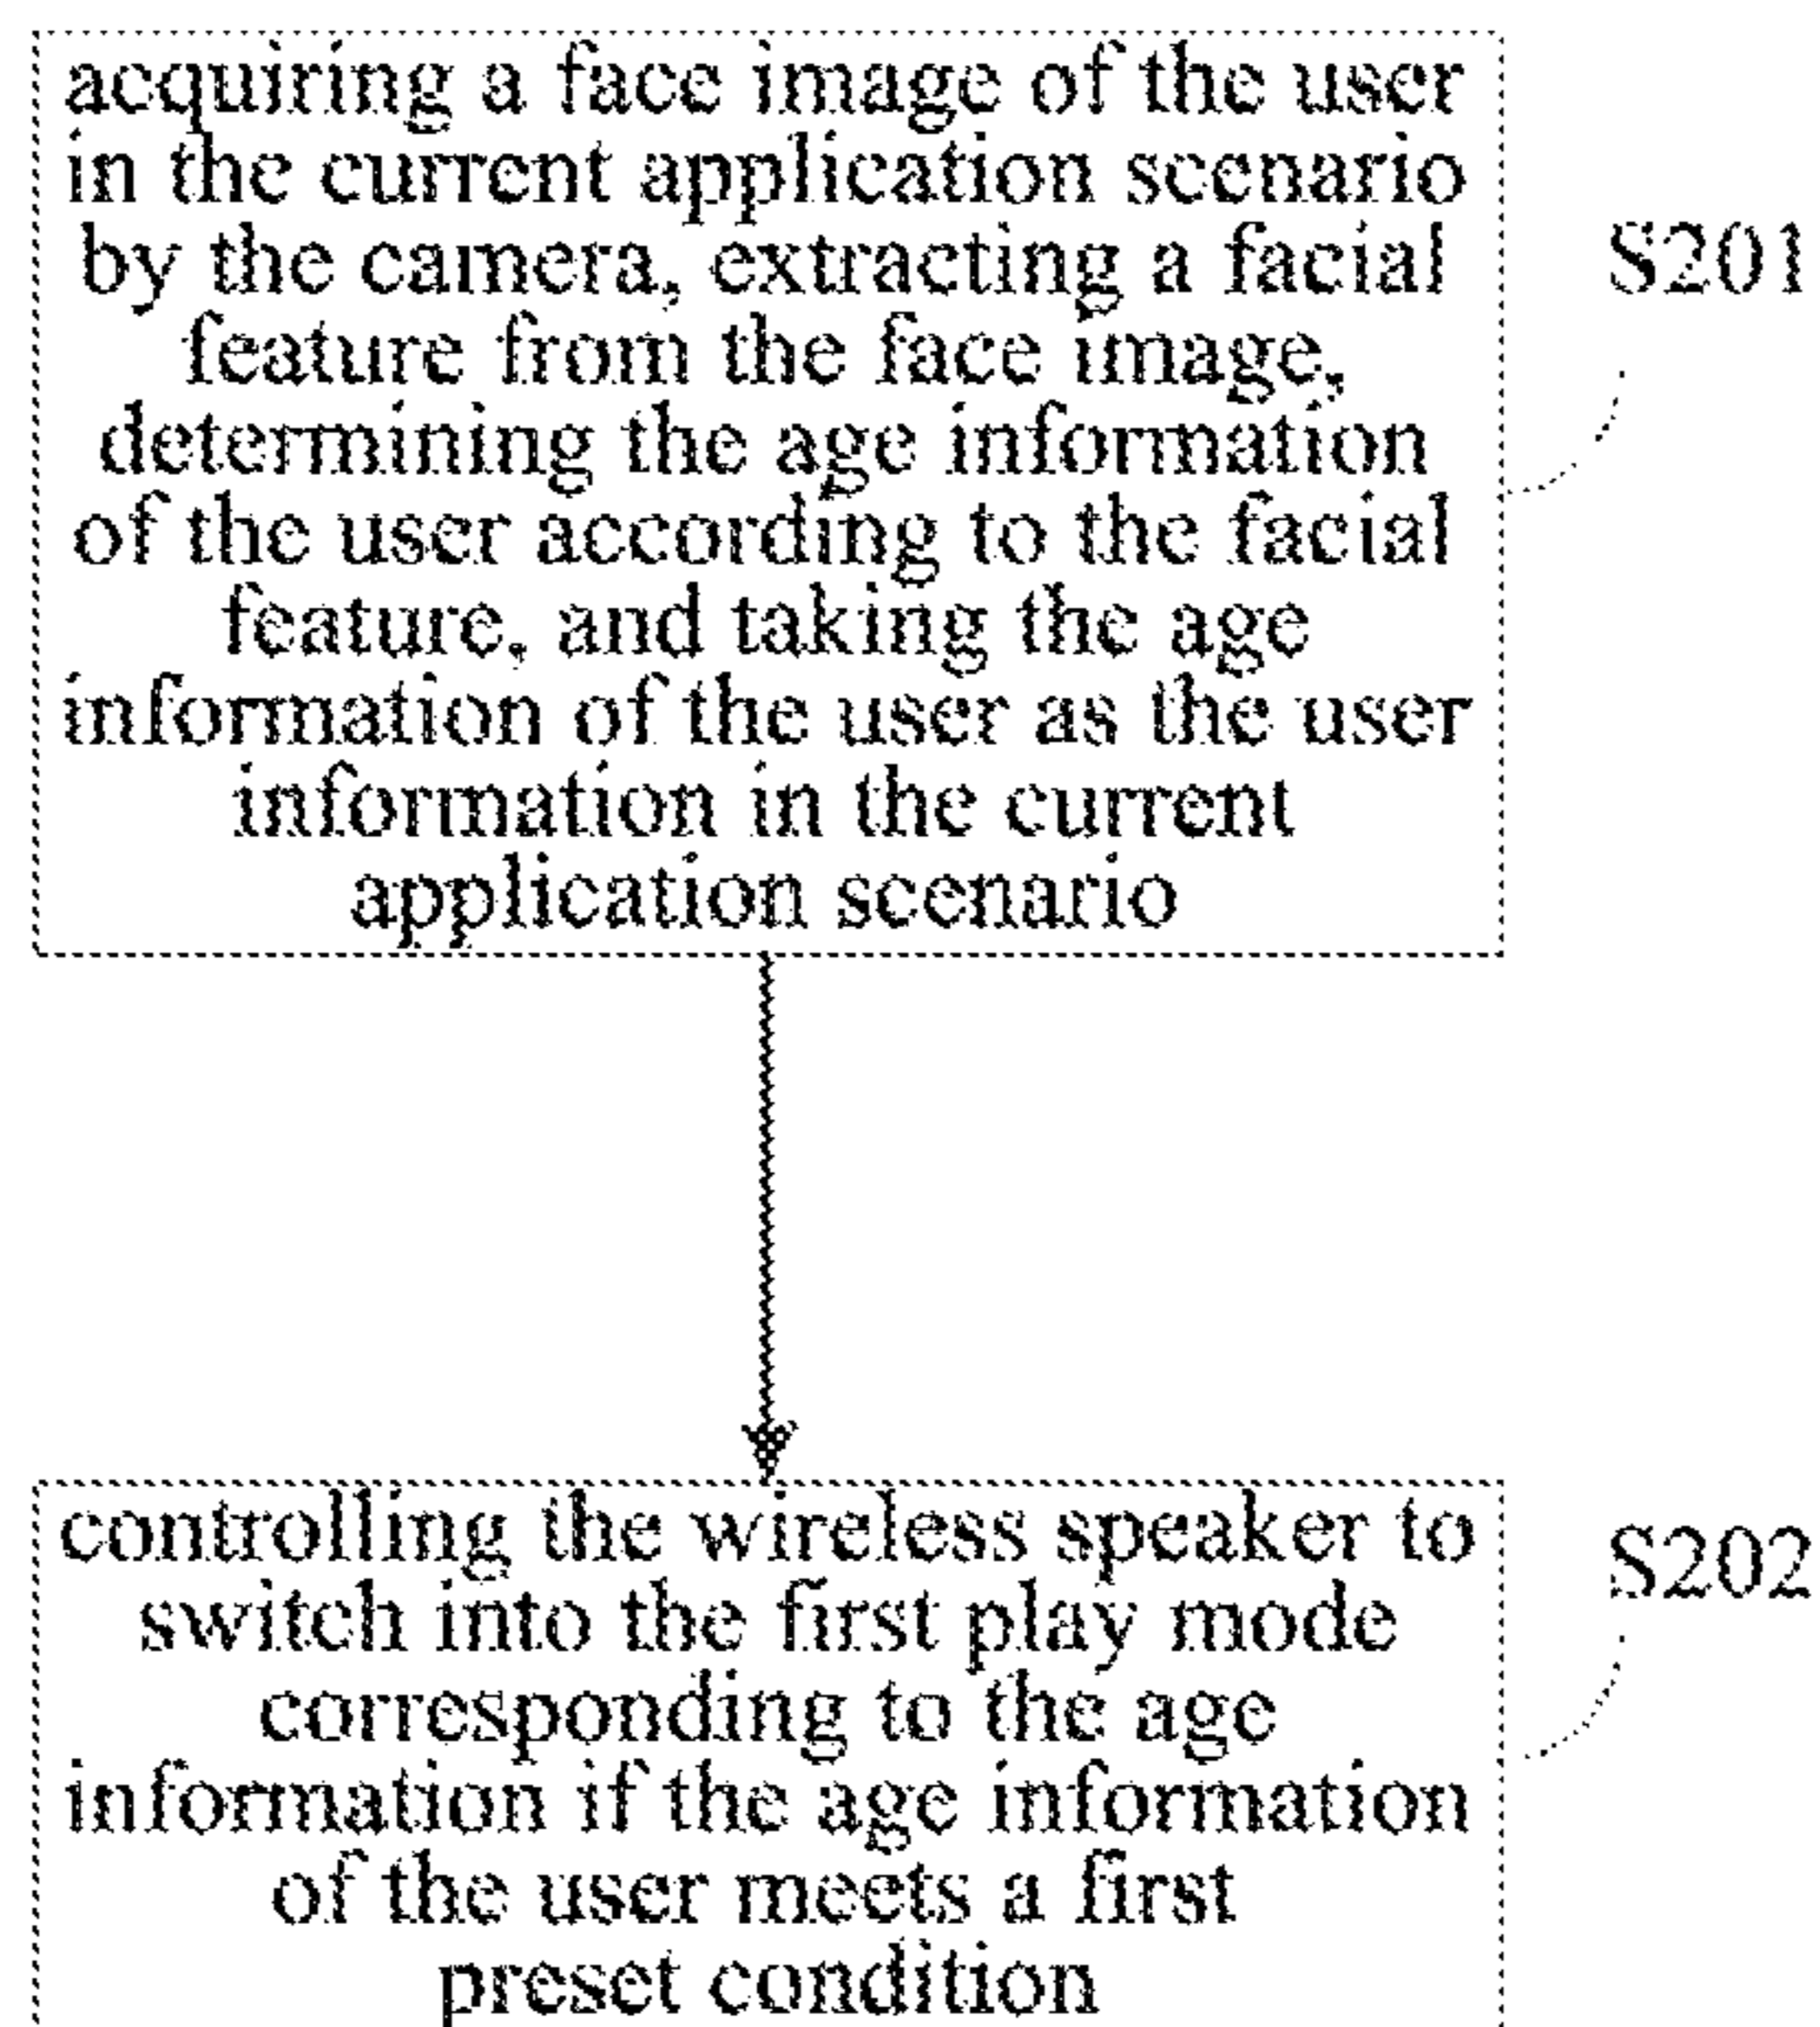 acquiring a face image of the user
in the current application scenario
by the camera, extracting a facial
feature from the face image,
determining the age information
of the user according to the facial
feature, and taking the age
information of the user as the user
information in the current
application scenario
S201
controlling the wireless speaker to
switch into the first play mode
corresponding to the age
information if the age information
of the user meets a first
preset condition
S202